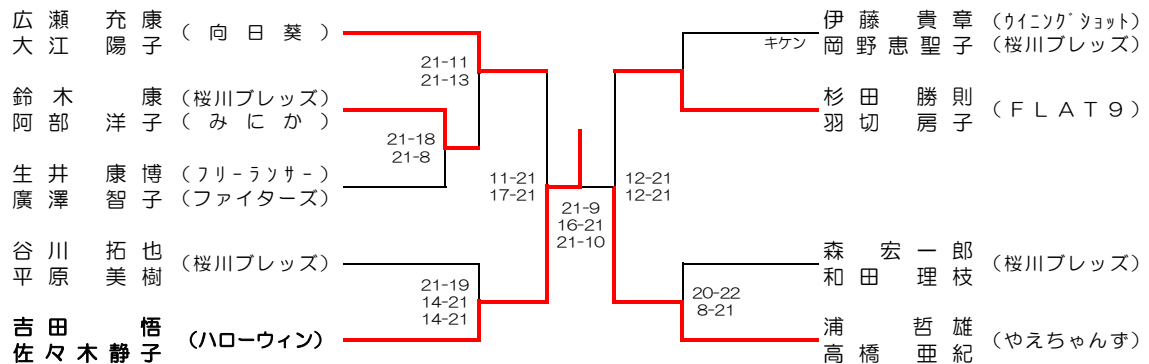 広瀬 充康
大江 陽子
(向日葵)
21-11
21-13
鈴木 康
阿部 洋子
(桜川ブレッズ)
(みにか)
21-18
21-8
生井 康博
廣澤 智子
(フリーランサー)
(ファイターズ)
11-21
17-21
谷川 拓也
平原 美樹
(桜川ブレッズ)
21-19
14-21
14-21
吉田 悟
佐々木静子
(ハローウィン)
21-9
16-21
21-10
伊藤 貴章
岡野恵聖子
(ウイニングショット)
(桜川ブレッズ)
キケン
杉田 勝則
羽切 房子
(FLAT9)
12-21
12-21
森 宏一郎
和田 理枝
(桜川ブレッズ)
20-22
8-21
浦 哲雄
高橋 亜紀
(やえちゃんず)